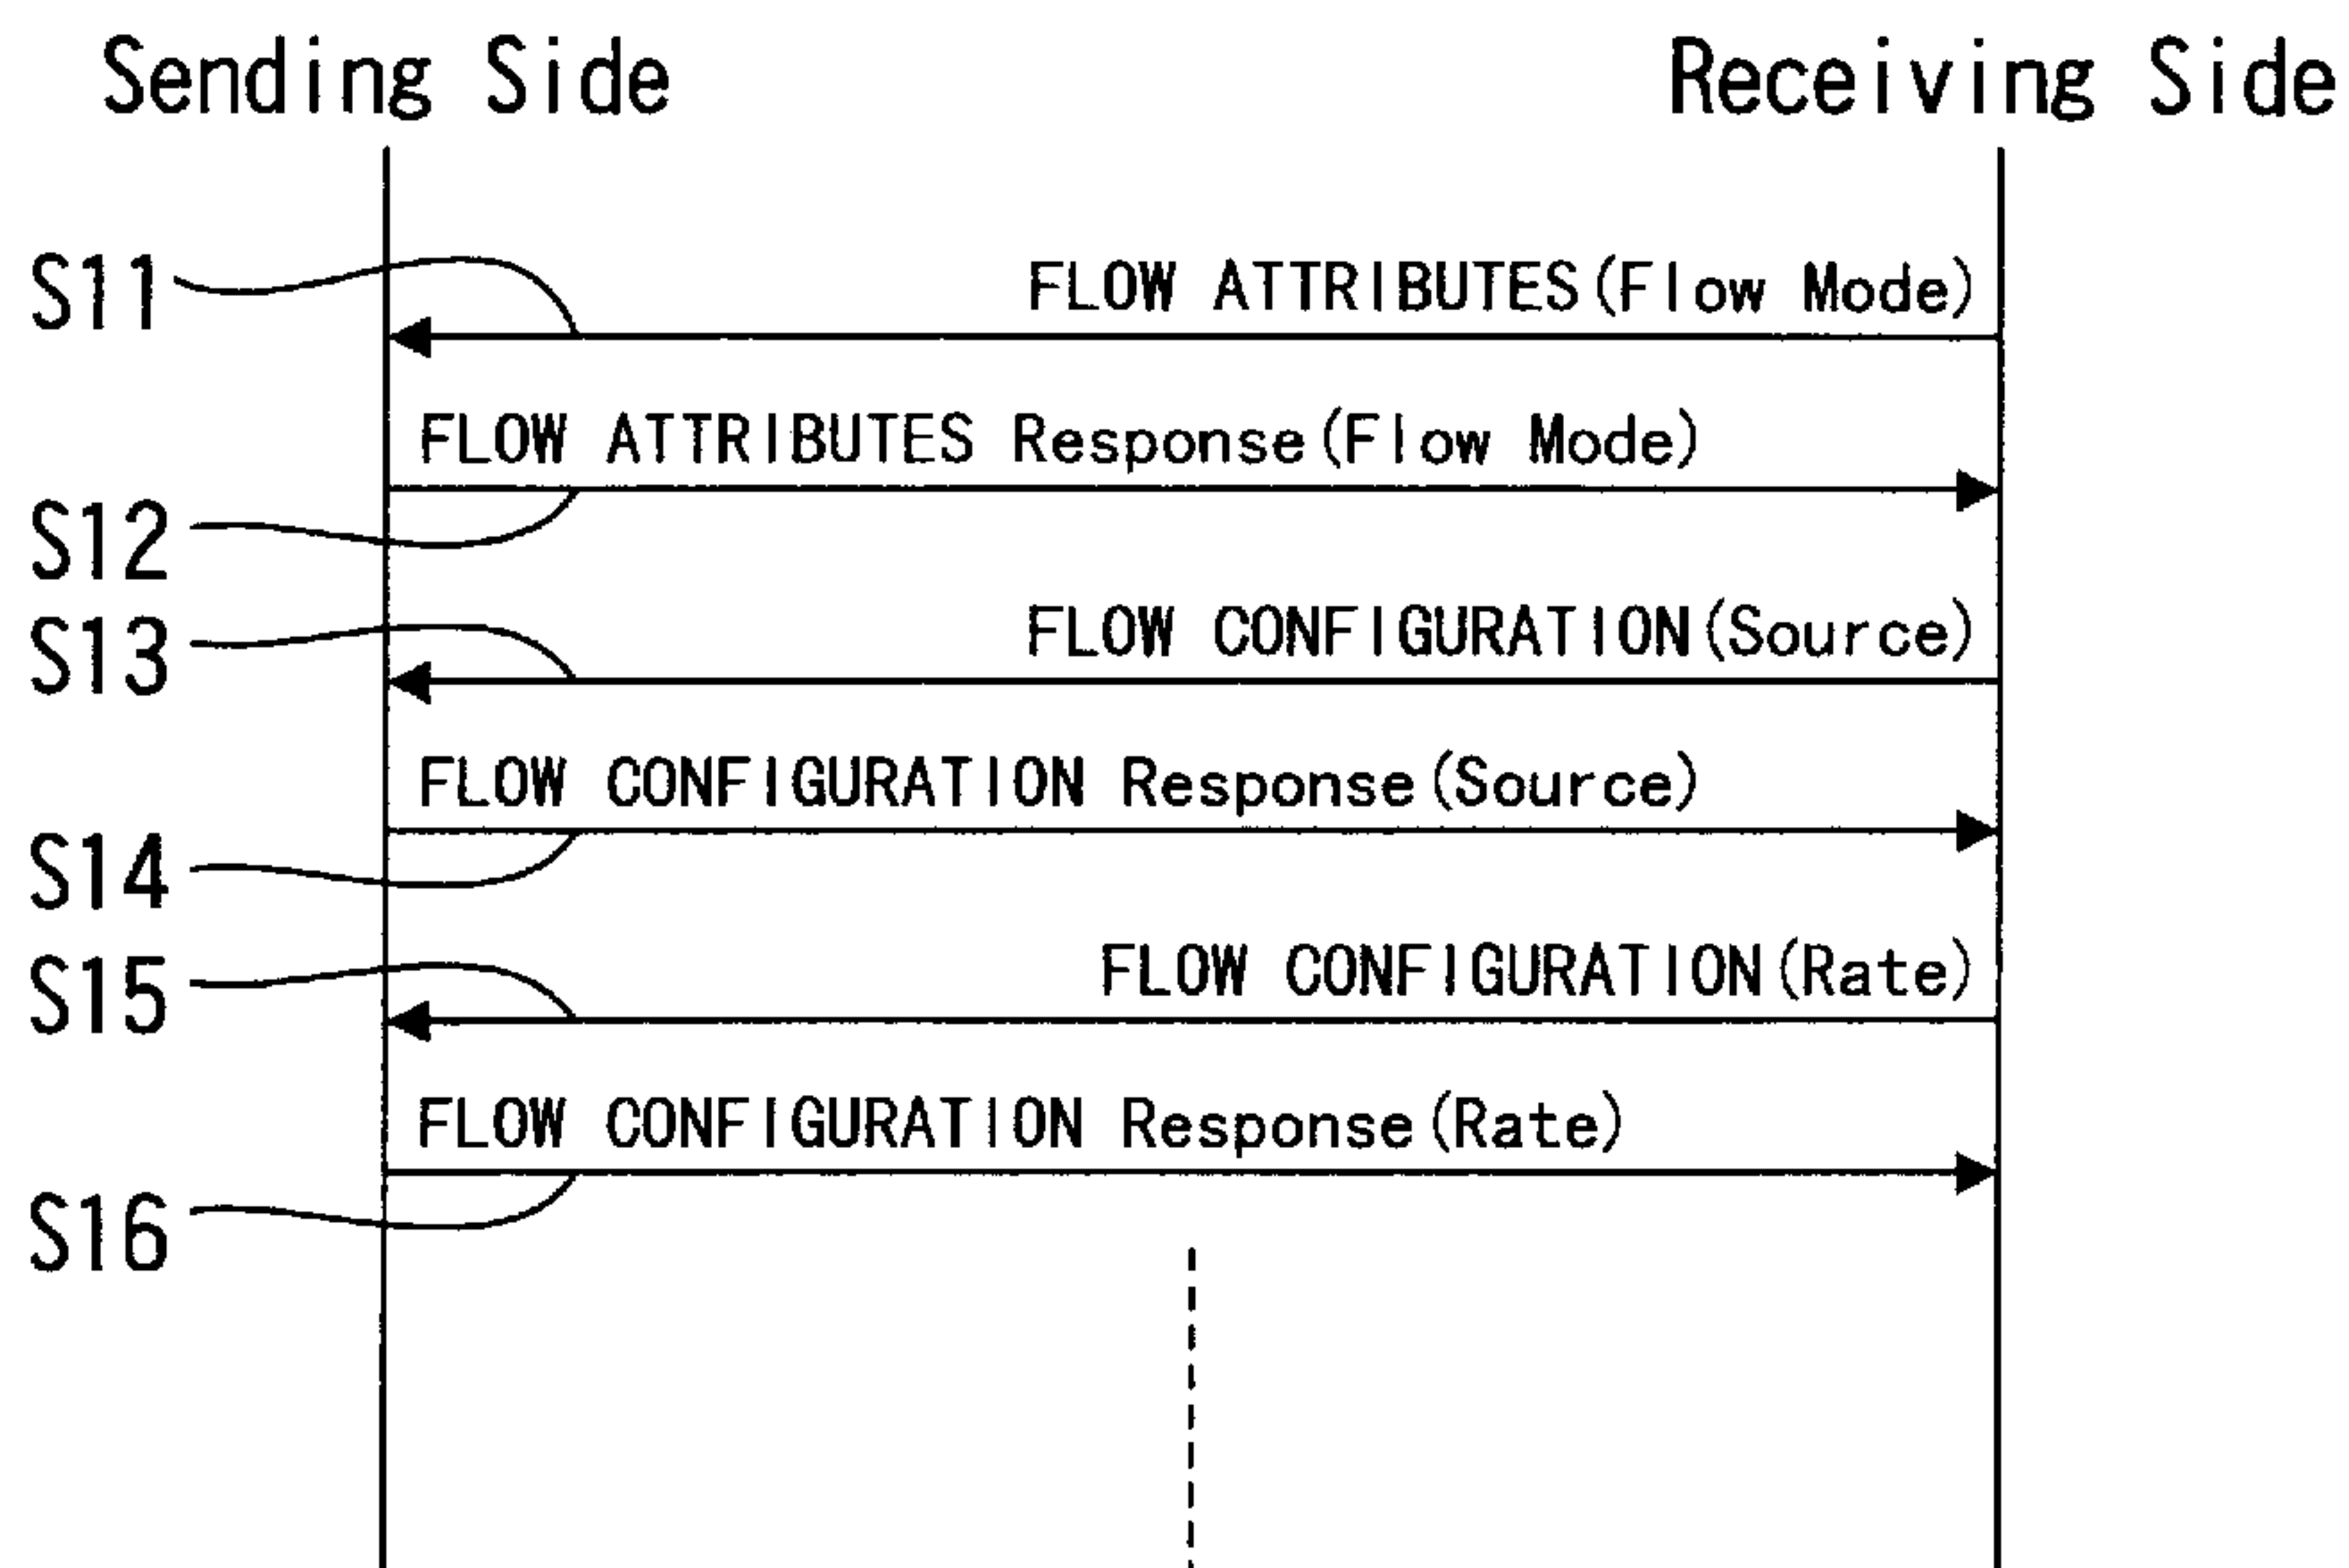 Sending Side
Receiving Side
S11
FLOW ATTRIBUTES(Flow Mode)
FLOW ATTRIBUTES Response(Flow Mode)
S12
S13
FLOW CONFIGURATION(Source)
FLOW CONFIGURATION Response(Source)
S14
S15
FLOW CONFIGURATION(Rate)
FLOW CONFIGURATION Response(Rate)
S16